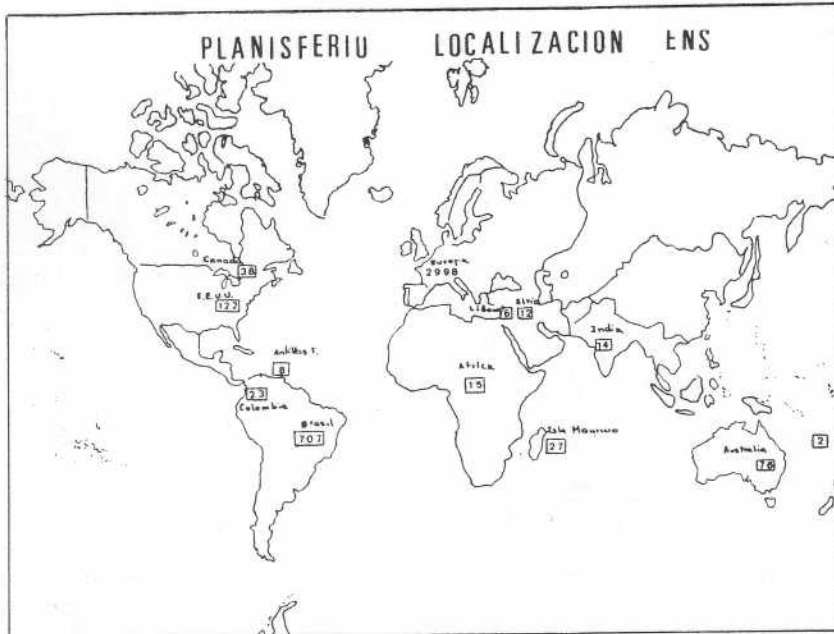 PLANISFERIU LOCALIZACION ENS
Canada
38
E.E.U.U.
122
Europa
2998
Libano
16
Siria
12
India
14
Antillas F.
8
23
Colombia
Africa
15
Brasil
707
Isla Mauricio
27
Australia
78
2